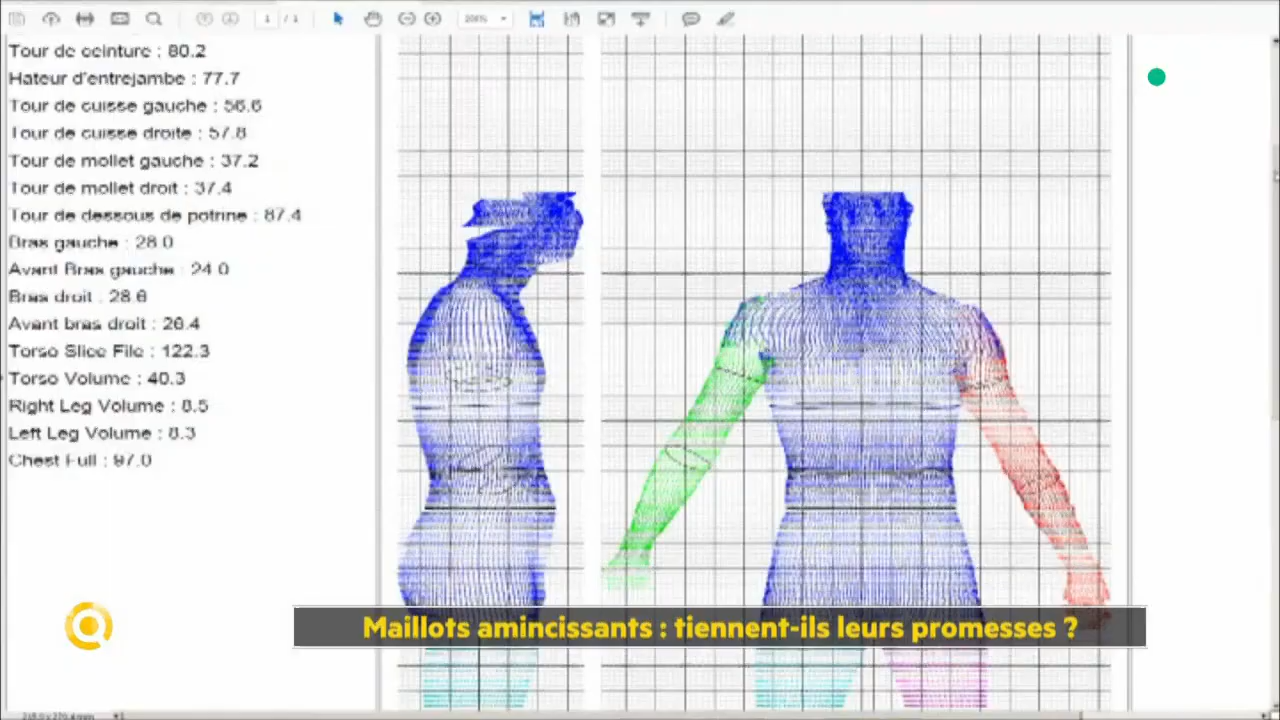 1 / 1
200%
Tour de ceinture : 80.2
Hateur d'entrejambe : 77.7
Tour de cuisse gauche : 56.6
Tour de cuisse droite : 57.8
Tour de mollet gauche : 37.2
Tour de mollet droit : 37.4
Tour de dessous de potrine : 87.4
Bras gauche : 28.0
Avant Bras gauche : 24.0
Bras droit : 28.6
Avant bras droit : 26.4
Torso Slice File : 122.3
Torso Volume : 40.3
Right Leg Volume : 8.5
Left Leg Volume : 8.3
Chest Full : 97.0
Maillots amincissants : tiennent-ils leurs promesses ?